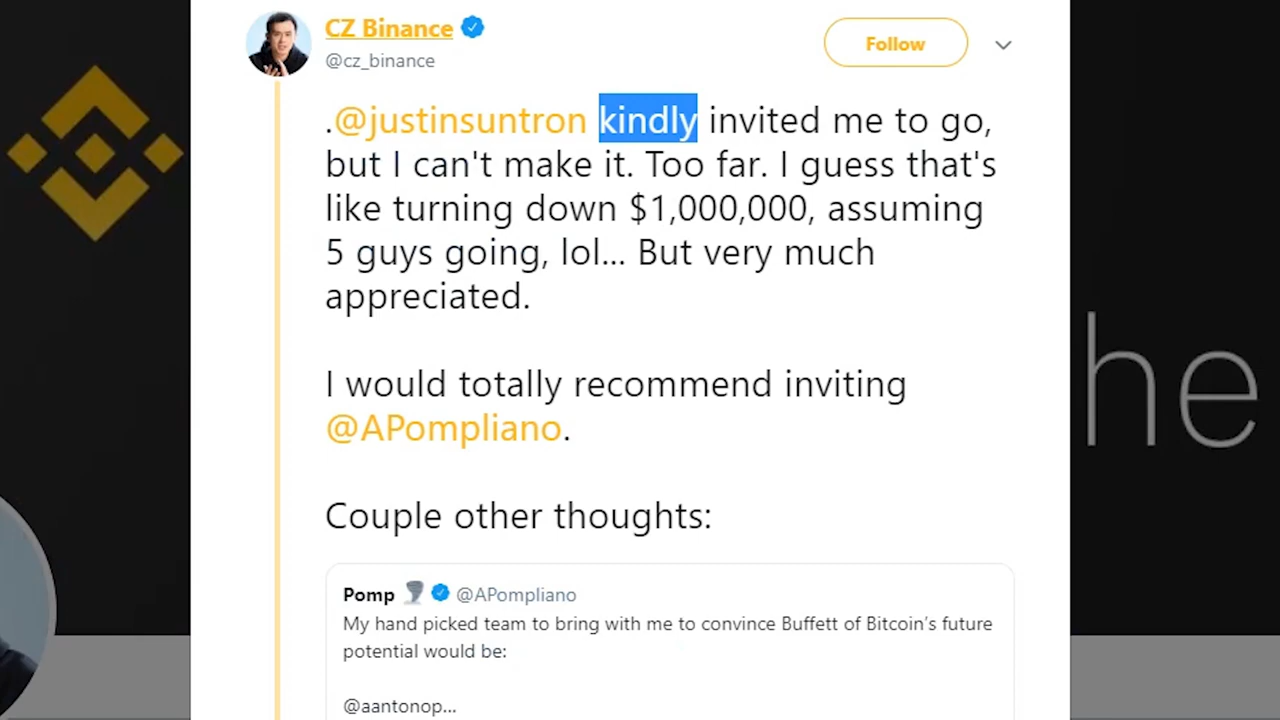 CZ Binance
@cz_binance
Follow
.@justinsuntron kindly invited me to go,
but I can't make it. Too far. I guess that's
like turning down $1,000,000, assuming
5 guys going, lol... But very much
appreciated.
I would totally recommend inviting
@APompliano.
Couple other thoughts:
Pomp @APompliano
My hand picked team to bring with me to convince Buffett of Bitcoin's future
potential would be:
@aantonop...
he